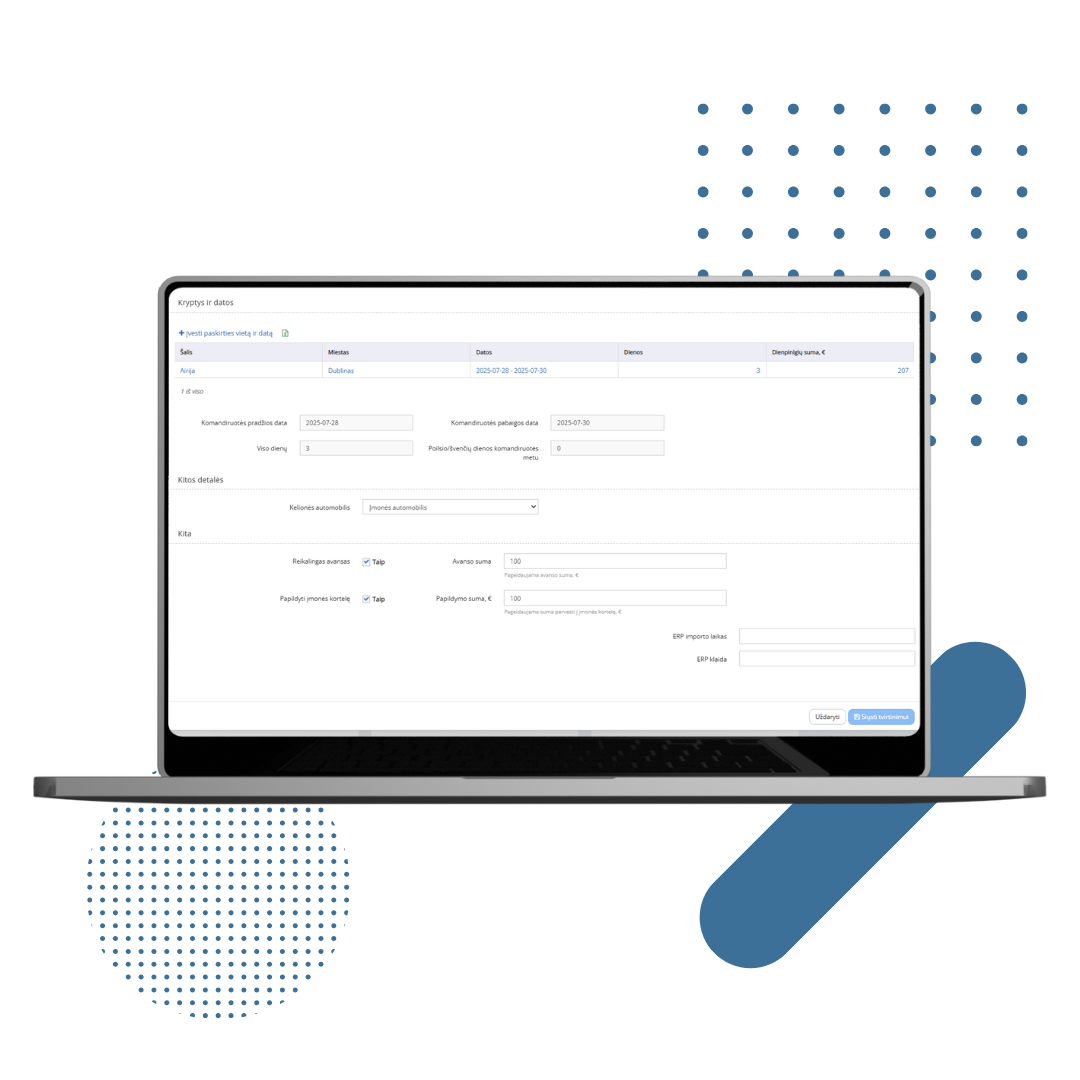 Kryptys ir datos
+ Įvesti paskirties vietą ir datą
Šalis Miestas Datos Dienos Dienpinigių suma, €
Airija Dublinas 2025-07-28 - 2025-07-30 3 207
1 iš viso
Komandiruotės pradžios data 2025-07-28 Komandiruotės pabaigos data 2025-07-30
Viso dienų 3 Poilsio/švenčių dienos komandiruotės metu 0
Kitos detalės
Kelionės automobilis Įmonės automobilis
Kita
Reikalingas avansas Taip Avanso suma 100
Pageidaujama avanso suma, €
Papildyti įmonės kortelę Taip Papildymo suma, € 100
Pageidaujama suma pervesti į įmonės kortelę, €
ERP importo laikas
ERP klaida
Uždaryti Siųsti tvirtinimui